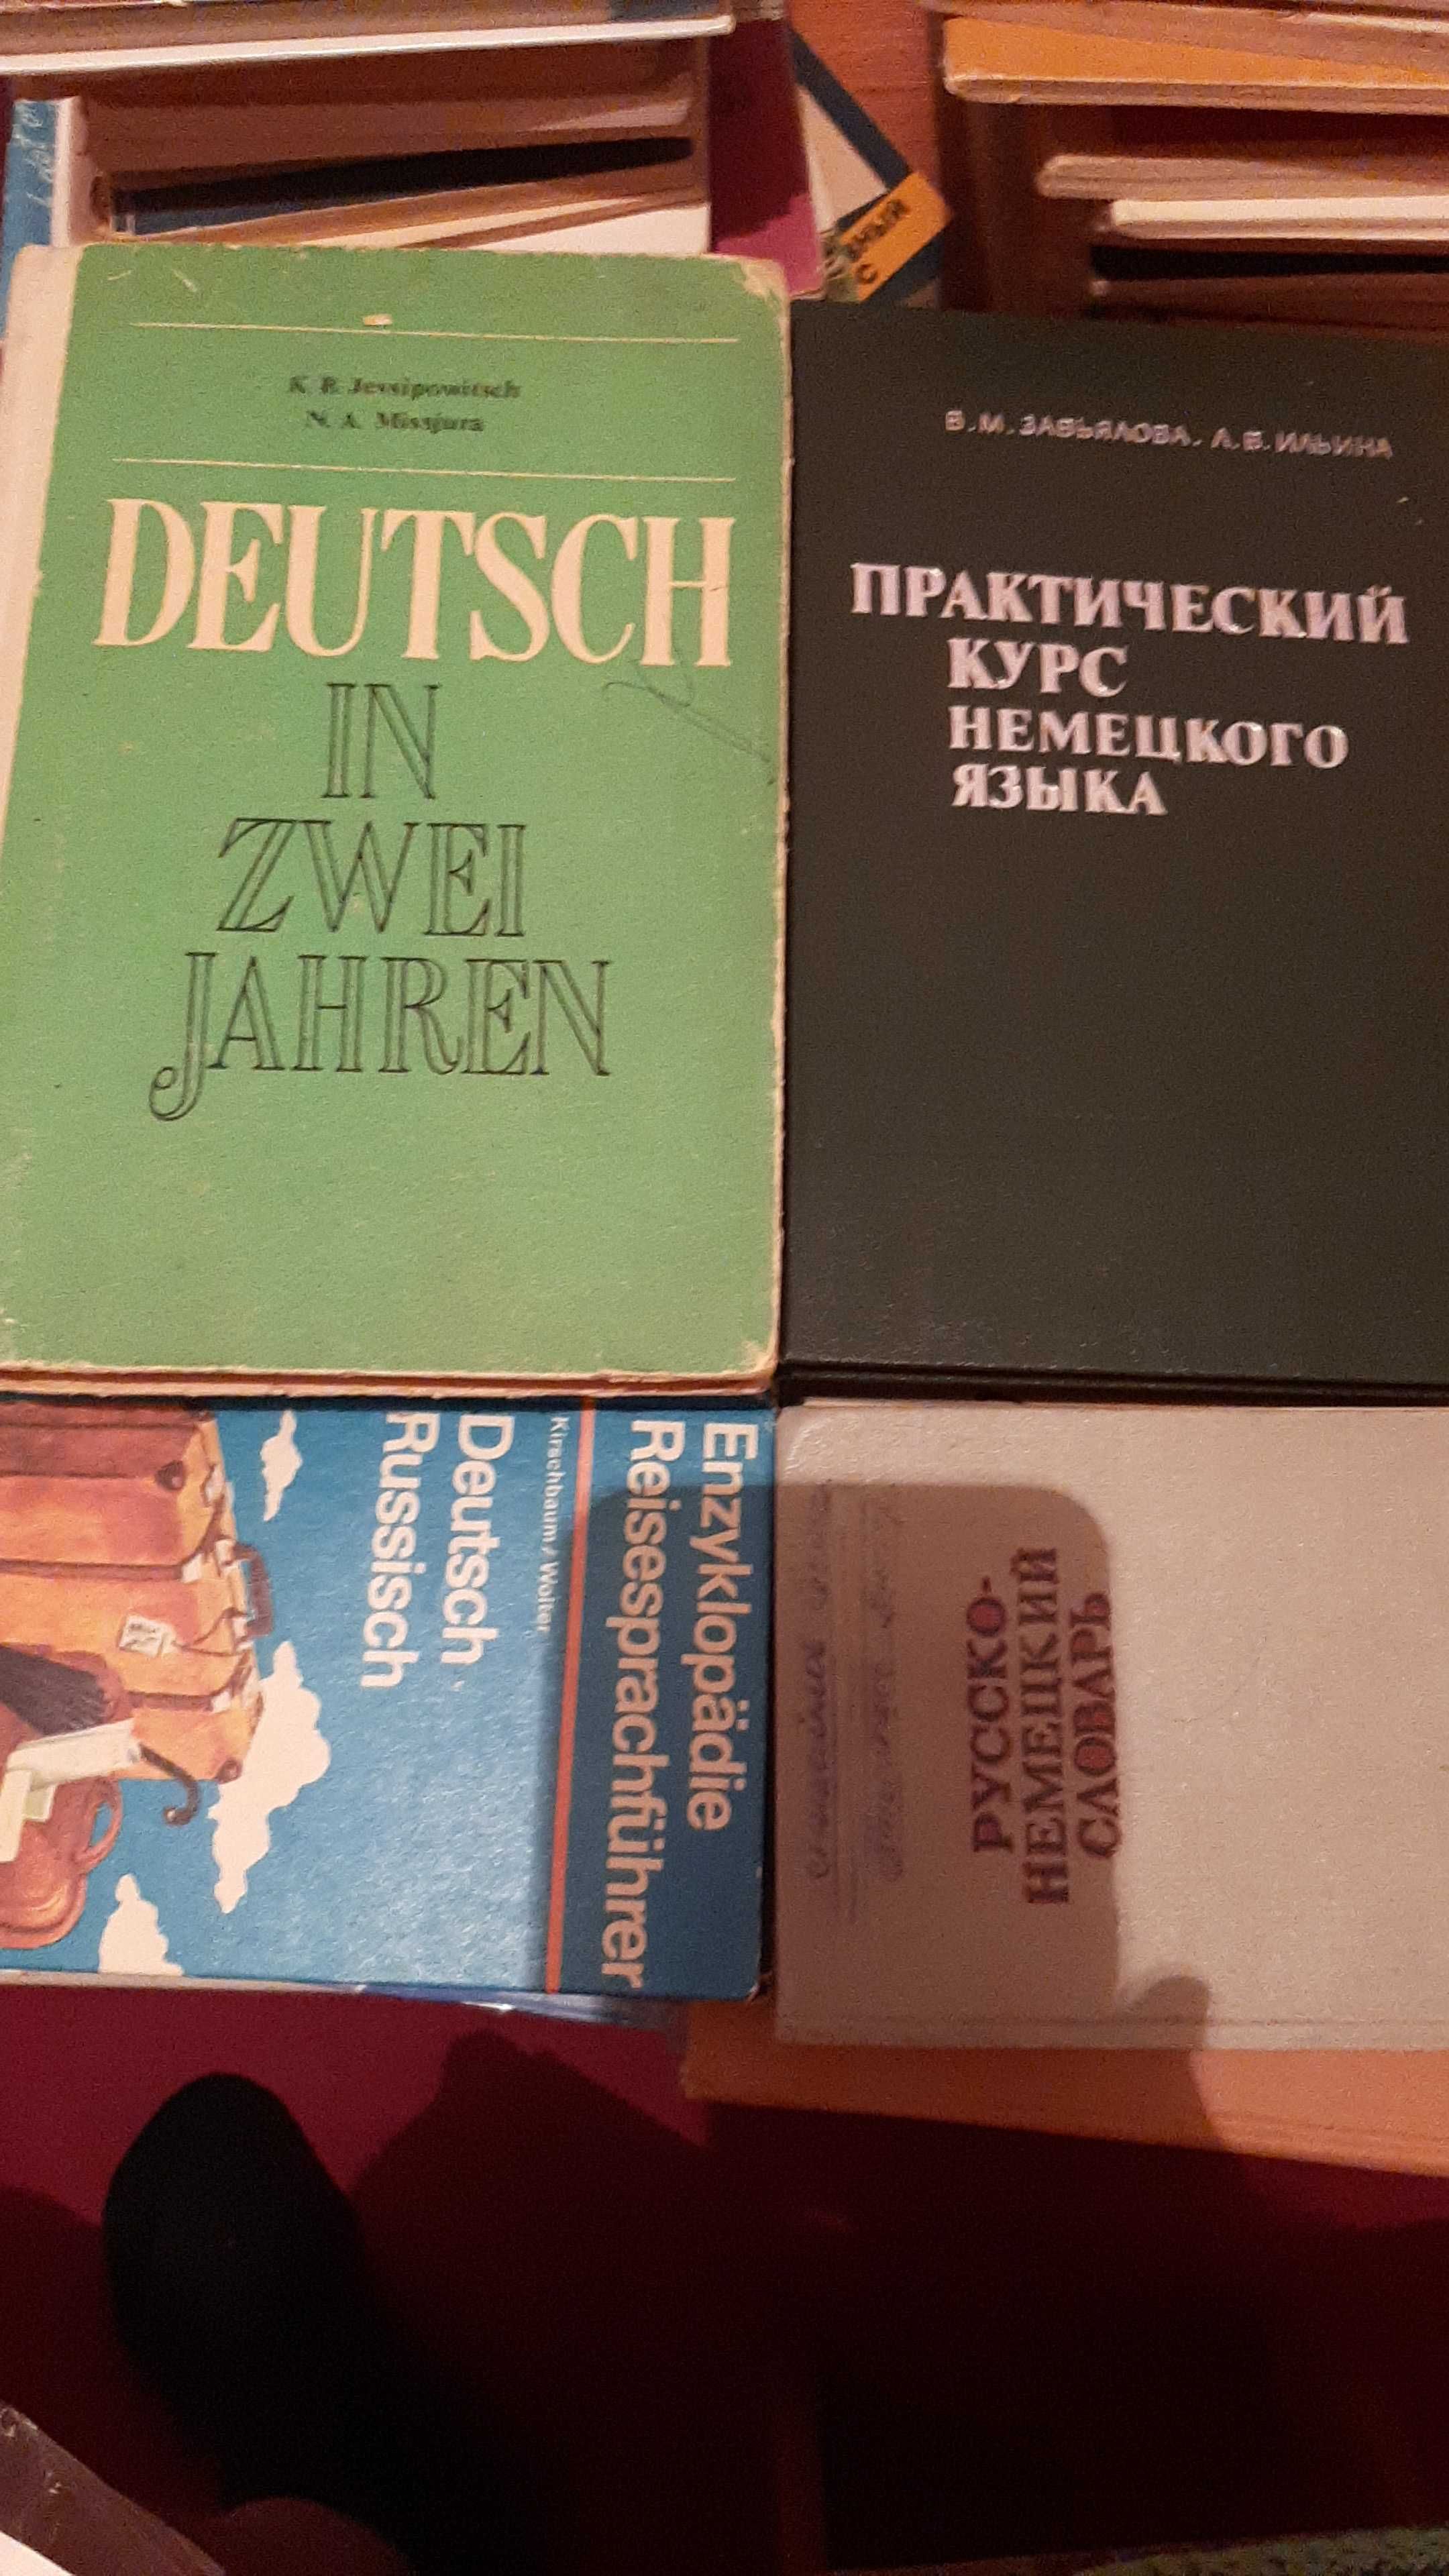 ЗНЫЙ
С
K. B. Jessipowitsch
N. A. Missjura
DEUTSCH
IN
ZWEI
JAHREN
В.М.ЗАВЬЯЛОВА, Л.В.ИЛЬИНА
ПРАКТИЧЕСКИЙ
КУРС
НЕМЕЦКОГО
ЯЗЫКА
Enzyklopädie
Reisesprachführer
Kirschbaum/Wolter
Deutsch
Russisch
РУССКО-
НЕМЕЦКИЙ
СЛОВАРЬ